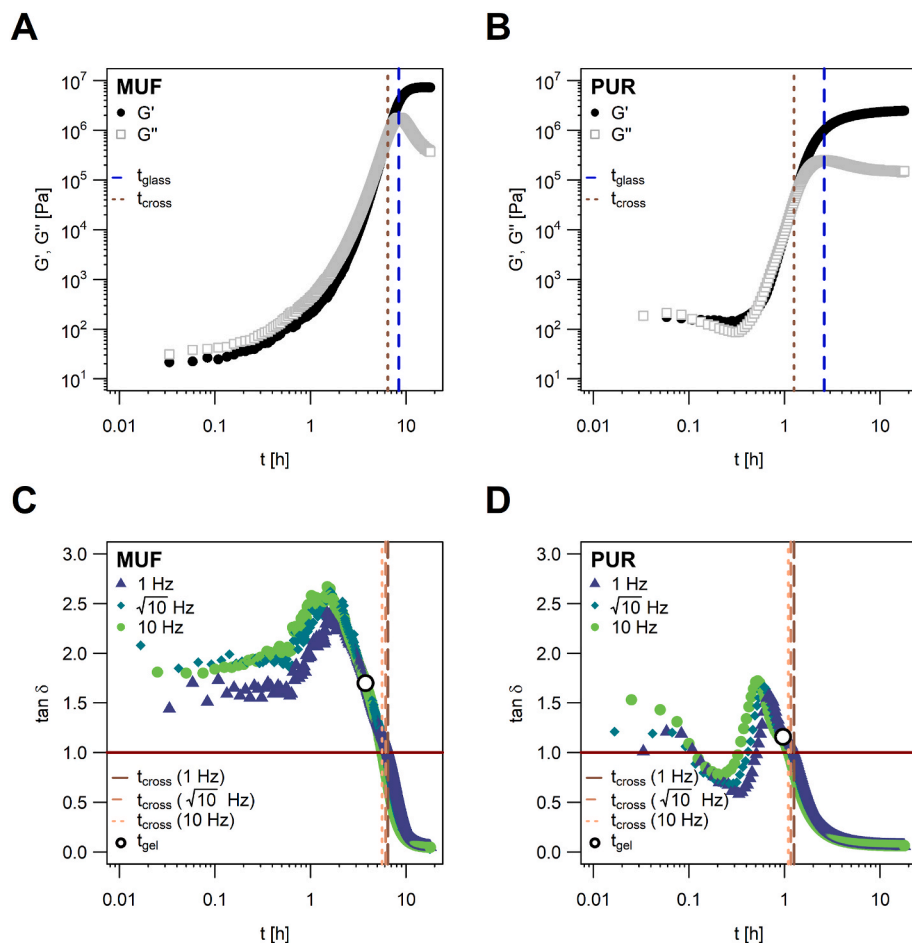 A
MUF
G'
G"
t_glass
t_cross
10^7
10^6
10^5
10^4
10^3
10^2
10^1
G', G" [Pa]
0.01
0.1
1
10
t [h]
B
PUR
G'
G"
t_glass
t_cross
10^7
10^6
10^5
10^4
10^3
10^2
10^1
G', G" [Pa]
0.01
0.1
1
10
t [h]
C
MUF
1 Hz
√10 Hz
10 Hz
t_cross (1 Hz)
t_cross (√10 Hz)
t_cross (10 Hz)
t_gel
3.0
2.5
2.0
1.5
1.0
0.5
0.0
tan δ
0.01
0.1
1
10
t [h]
D
PUR
1 Hz
√10 Hz
10 Hz
t_cross (1 Hz)
t_cross (√10 Hz)
t_cross (10 Hz)
t_gel
3.0
2.5
2.0
1.5
1.0
0.5
0.0
tan δ
0.01
0.1
1
10
t [h]